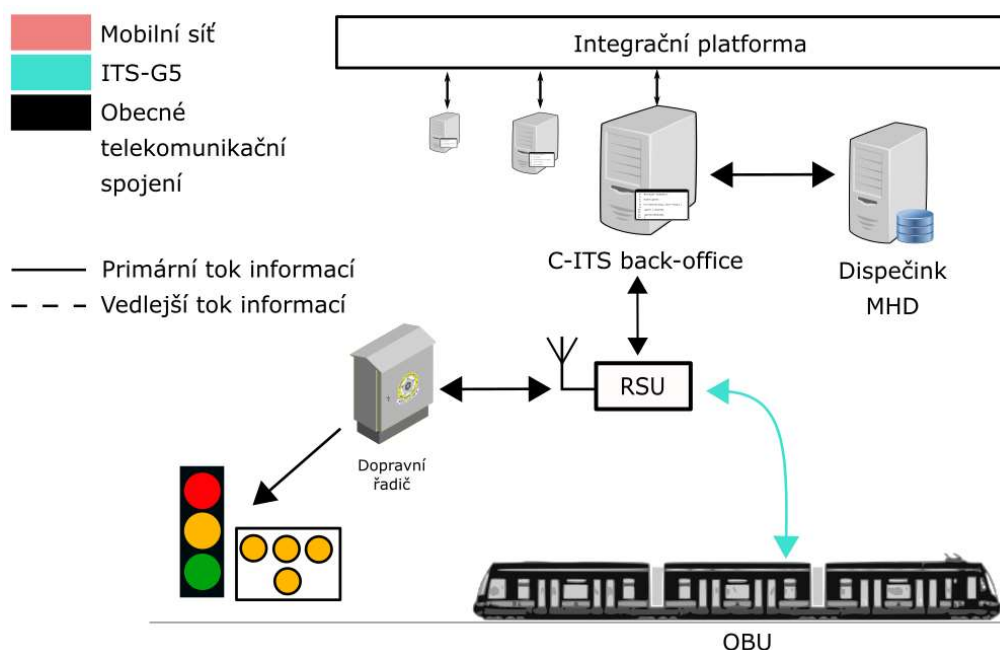 Mobilní síť
ITS-G5
Obecné
telekomunikační
spojení
Primární tok informací
Vedlejší tok informací
Integrační platforma
C-ITS back-office
Dispečink
MHD
RSU
Dopravní
řadič
OBU